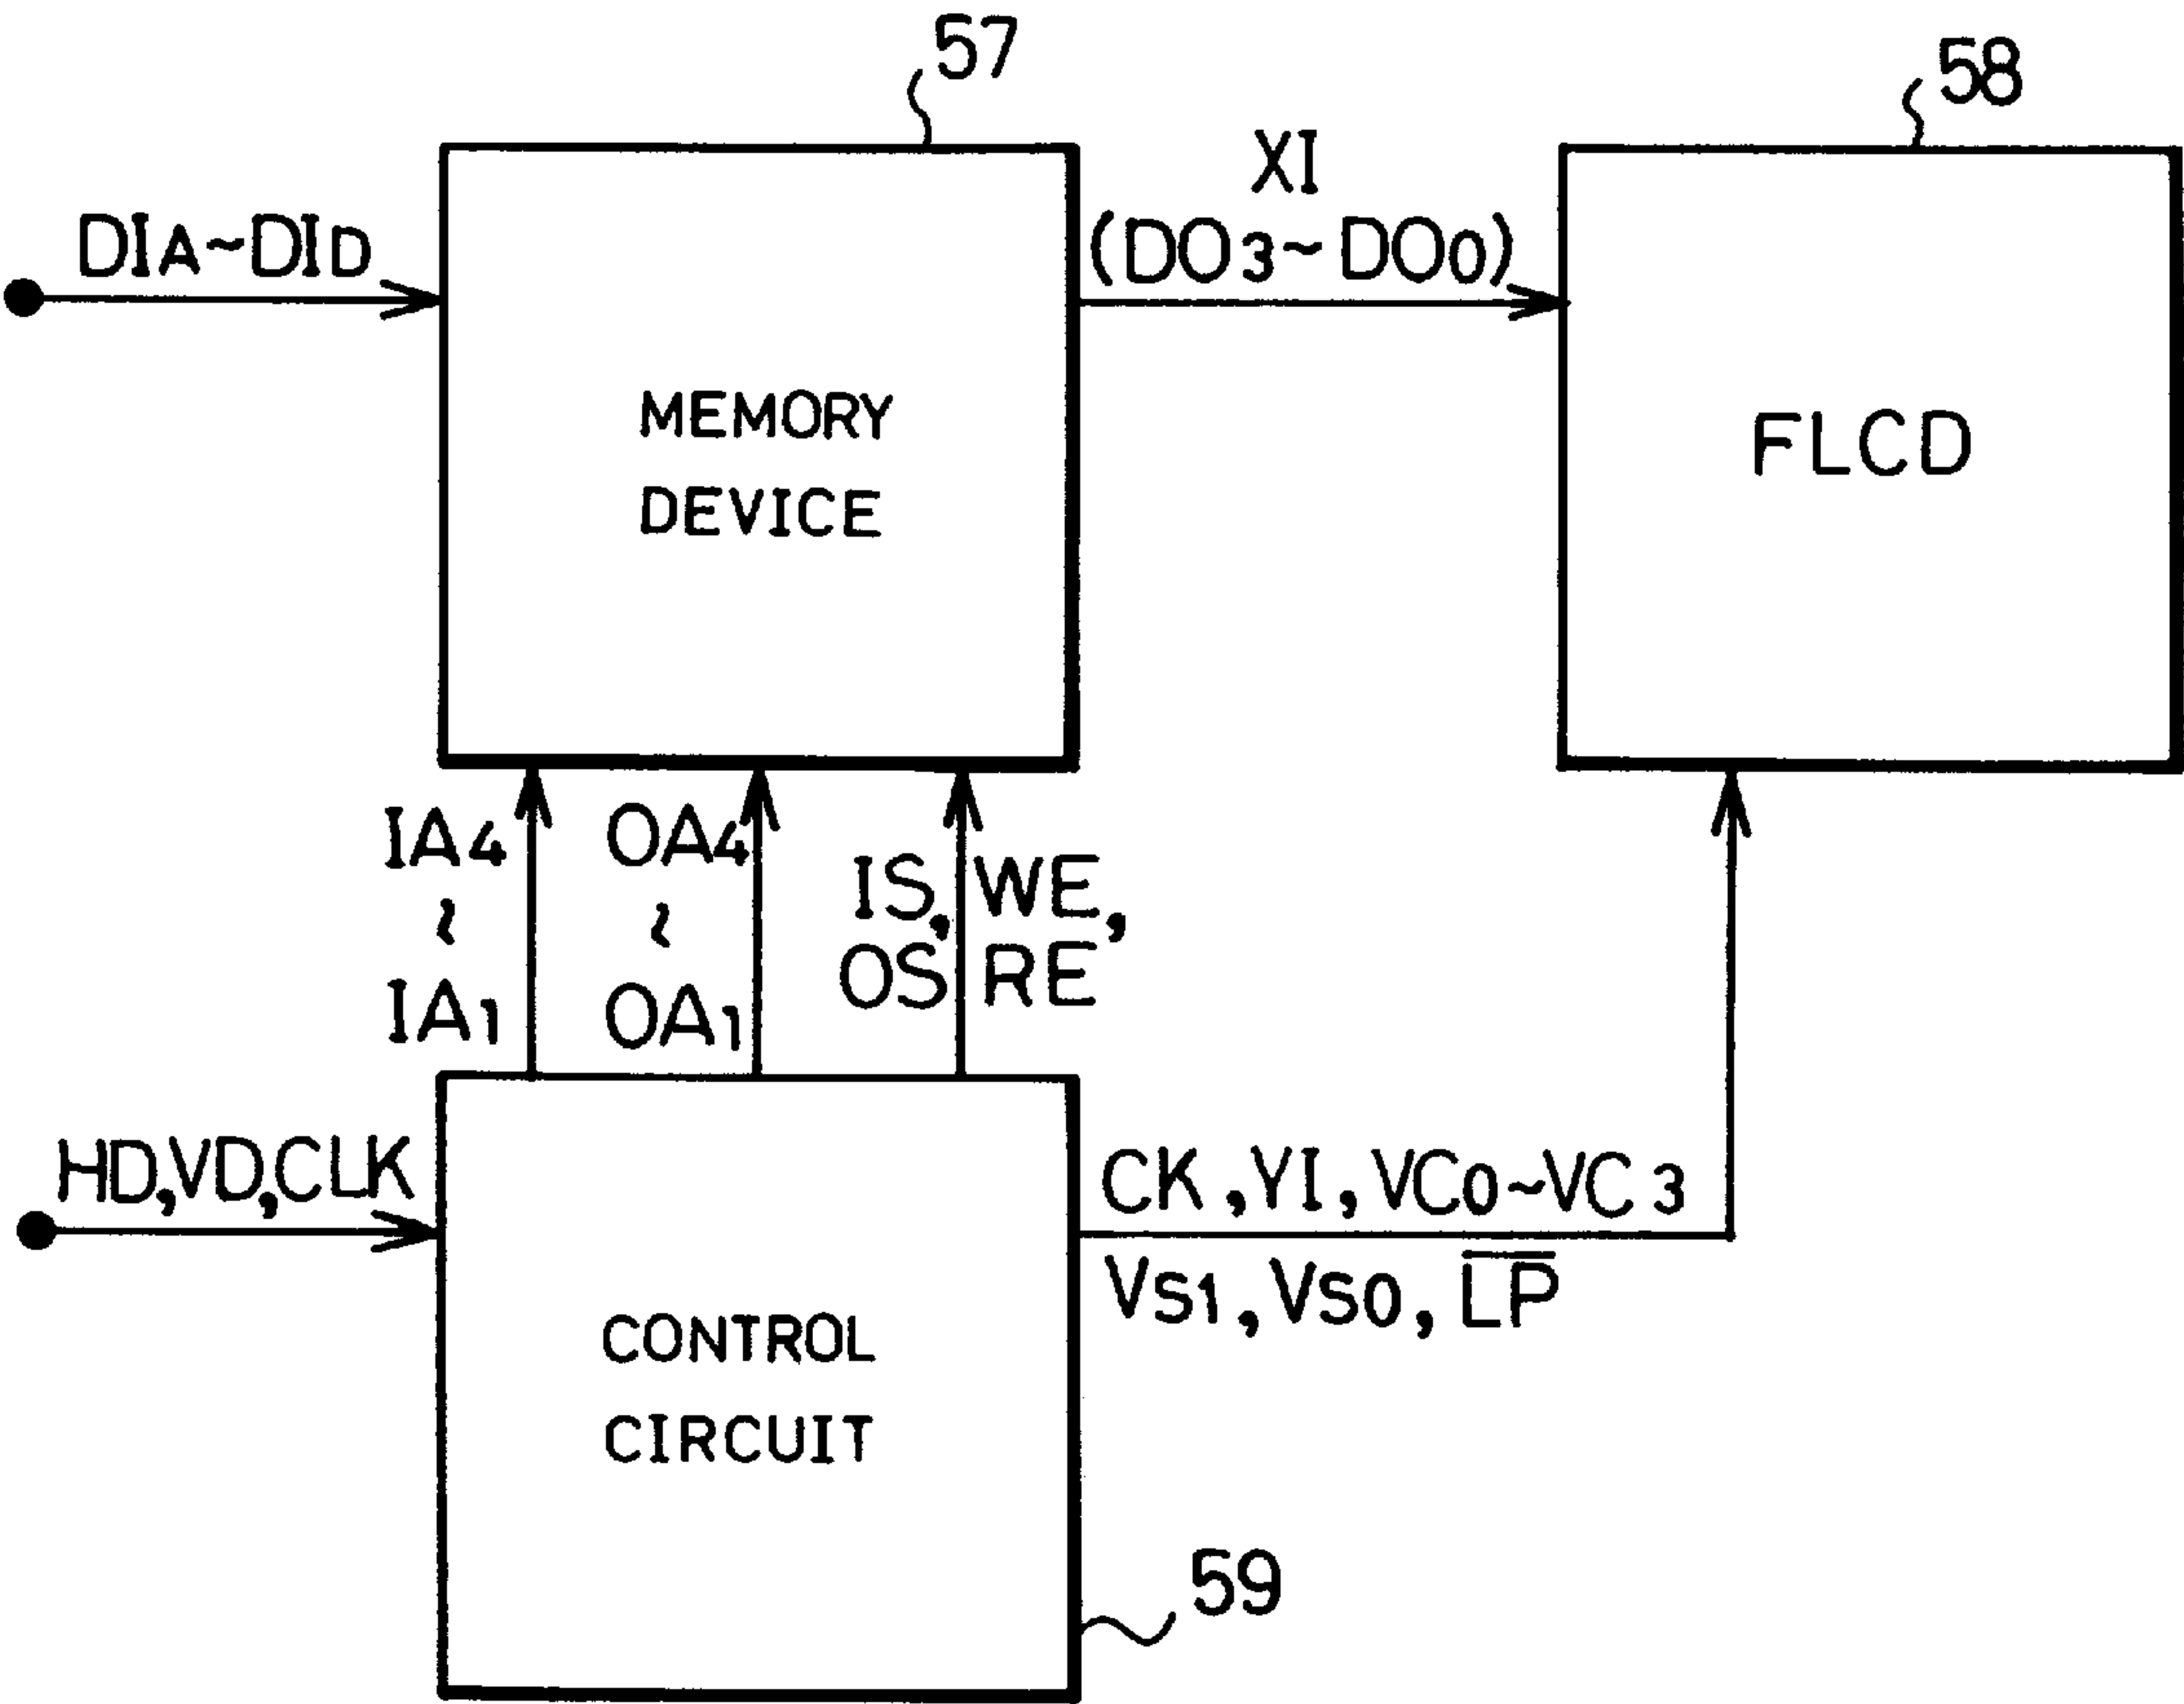 57
58
DIA~DID
XI
(DO3~DO0)
MEMORY
DEVICE
FLCD
IA4
~
IA1
OA4
~
OA1
IS, WE,
OS RE
HD,VD,CLK
CK,YI,VC0~VC3
VS1,VS0,L̅P̅
CONTROL
CIRCUIT
59